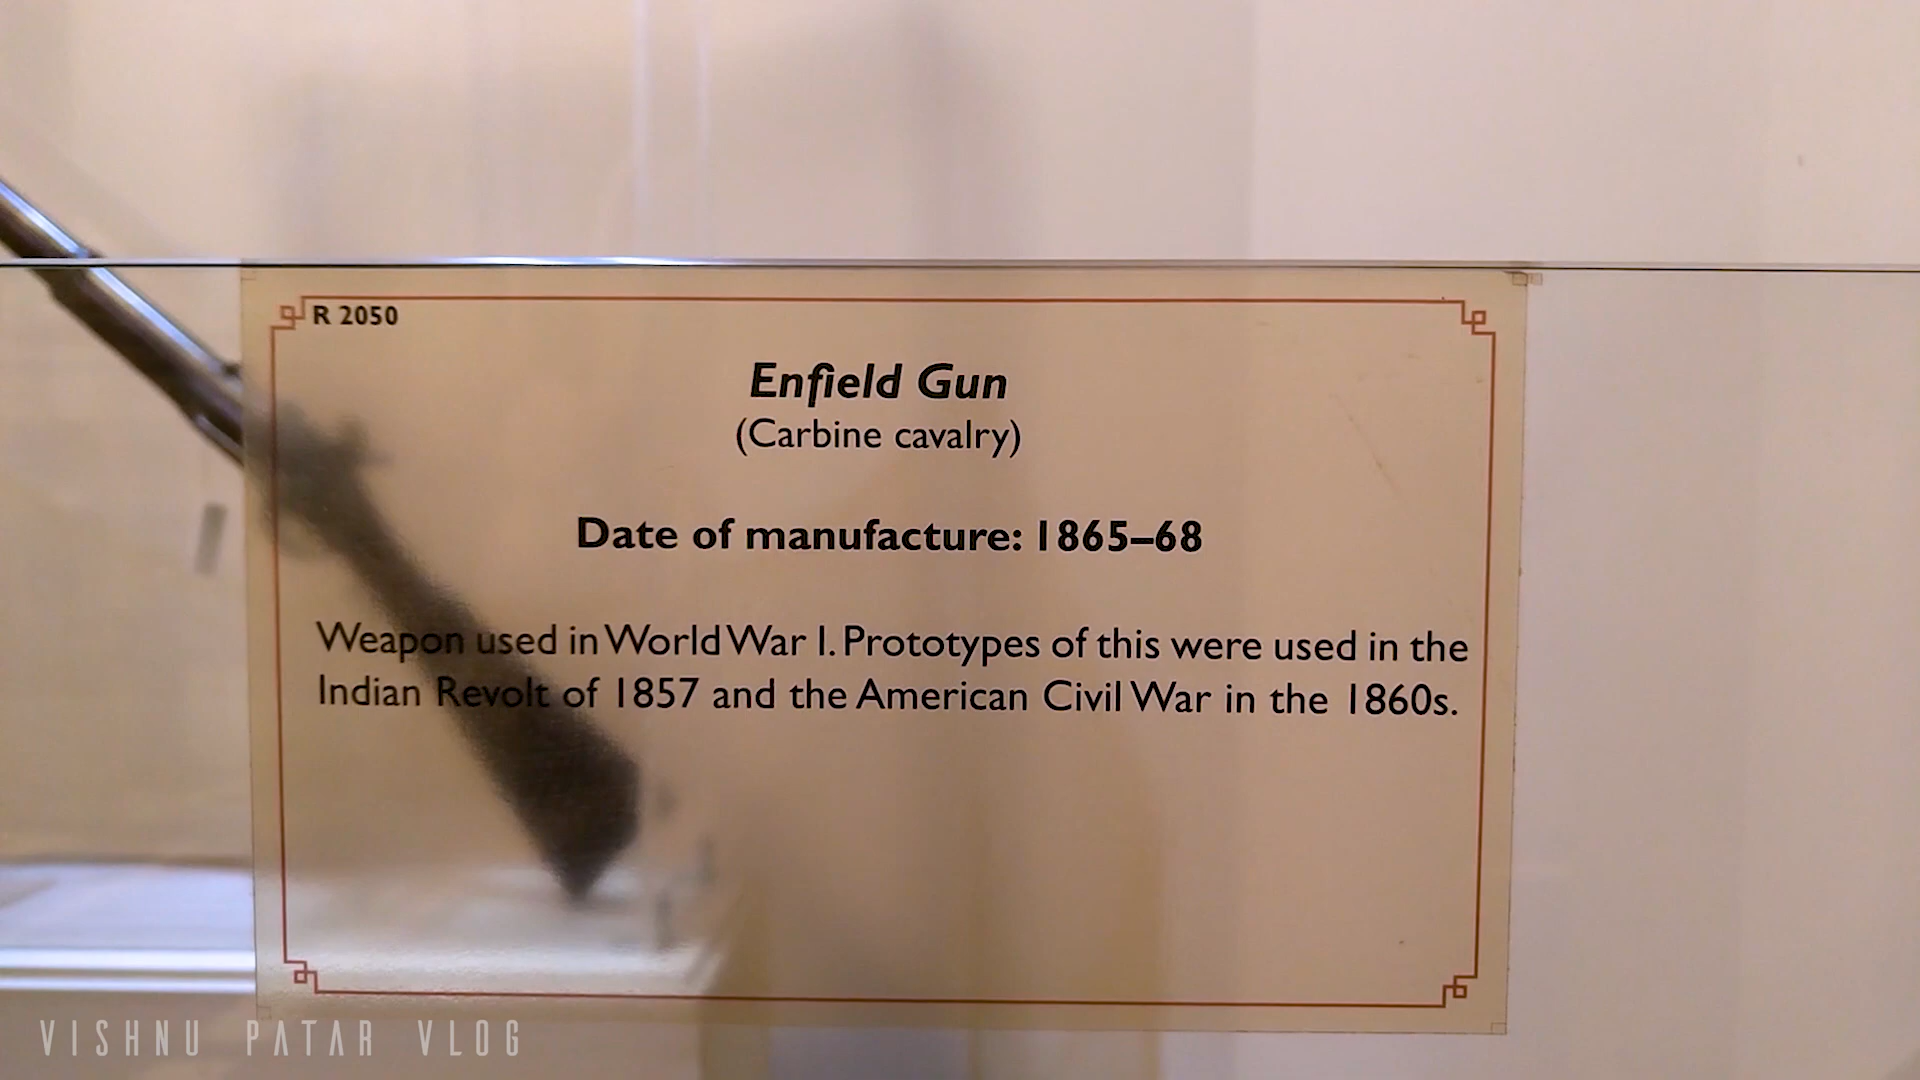 R 2050
Enfield Gun
(Carbine cavalry)
Date of manufacture: 1865–68
Weapon used in World War I. Prototypes of this were used in the
Indian Revolt of 1857 and the American Civil War in the 1860s.
VISHNU PATAR VLOG